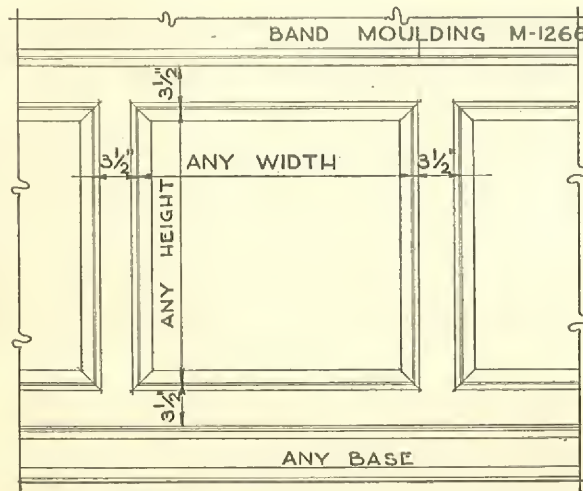 BAND MOULDING M-1266
3½"
3½" ANY WIDTH 3½"
ANY HEIGHT
3½"
ANY BASE